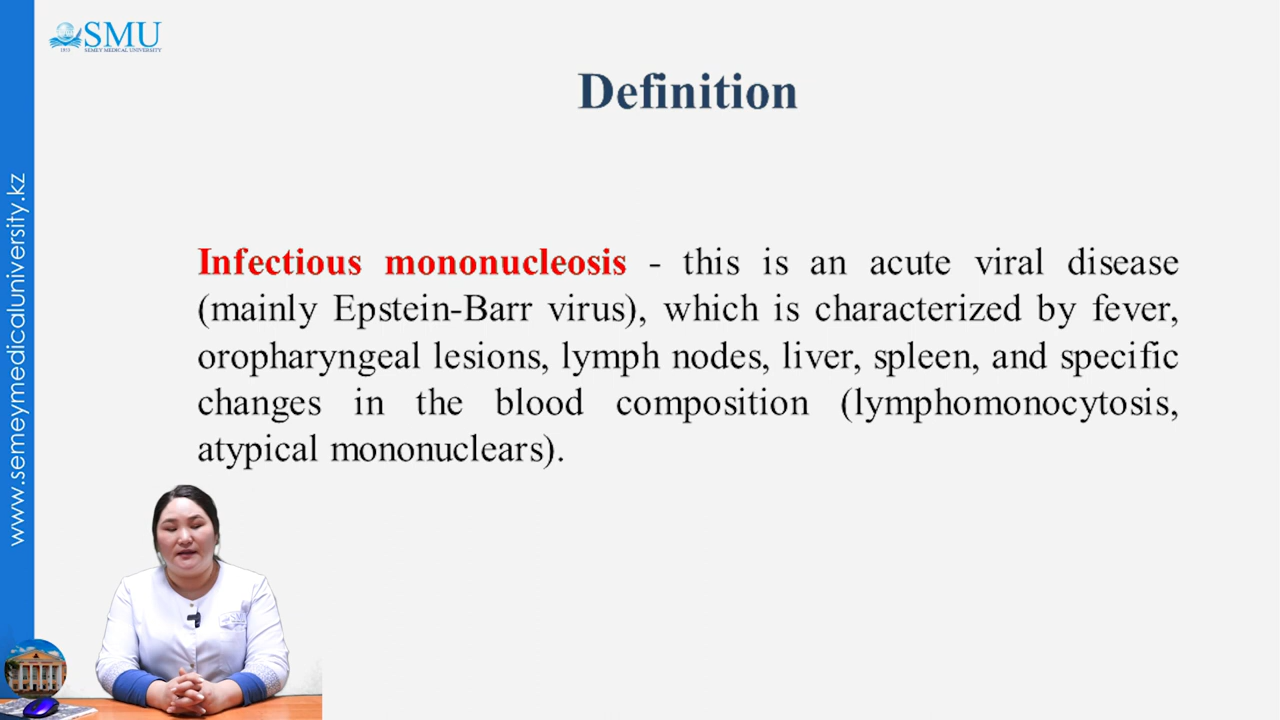 SMU
SEMEY MEDICAL UNIVERSITY
1953
Definition
Infectious mononucleosis - this is an acute viral disease
(mainly Epstein-Barr virus), which is characterized by fever,
oropharyngeal lesions, lymph nodes, liver, spleen, and specific
changes in the blood composition (lymphomonocytosis,
atypical mononuclears).
www.semeymedicaluniversity.kz
SMU